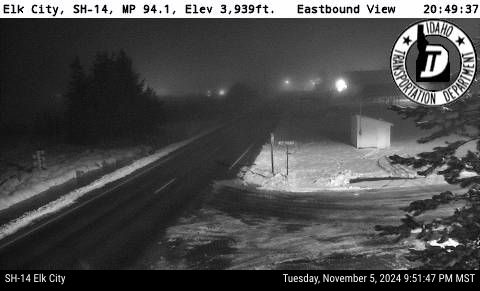 Elk City, SH-14, MP 94.1, Elev 3,939ft. Eastbound View 20:49:37
IDAHO
TRANSPORTATION DEPARTMENT
SH-14 Elk City Tuesday, November 5, 2024 9:51:47 PM MST